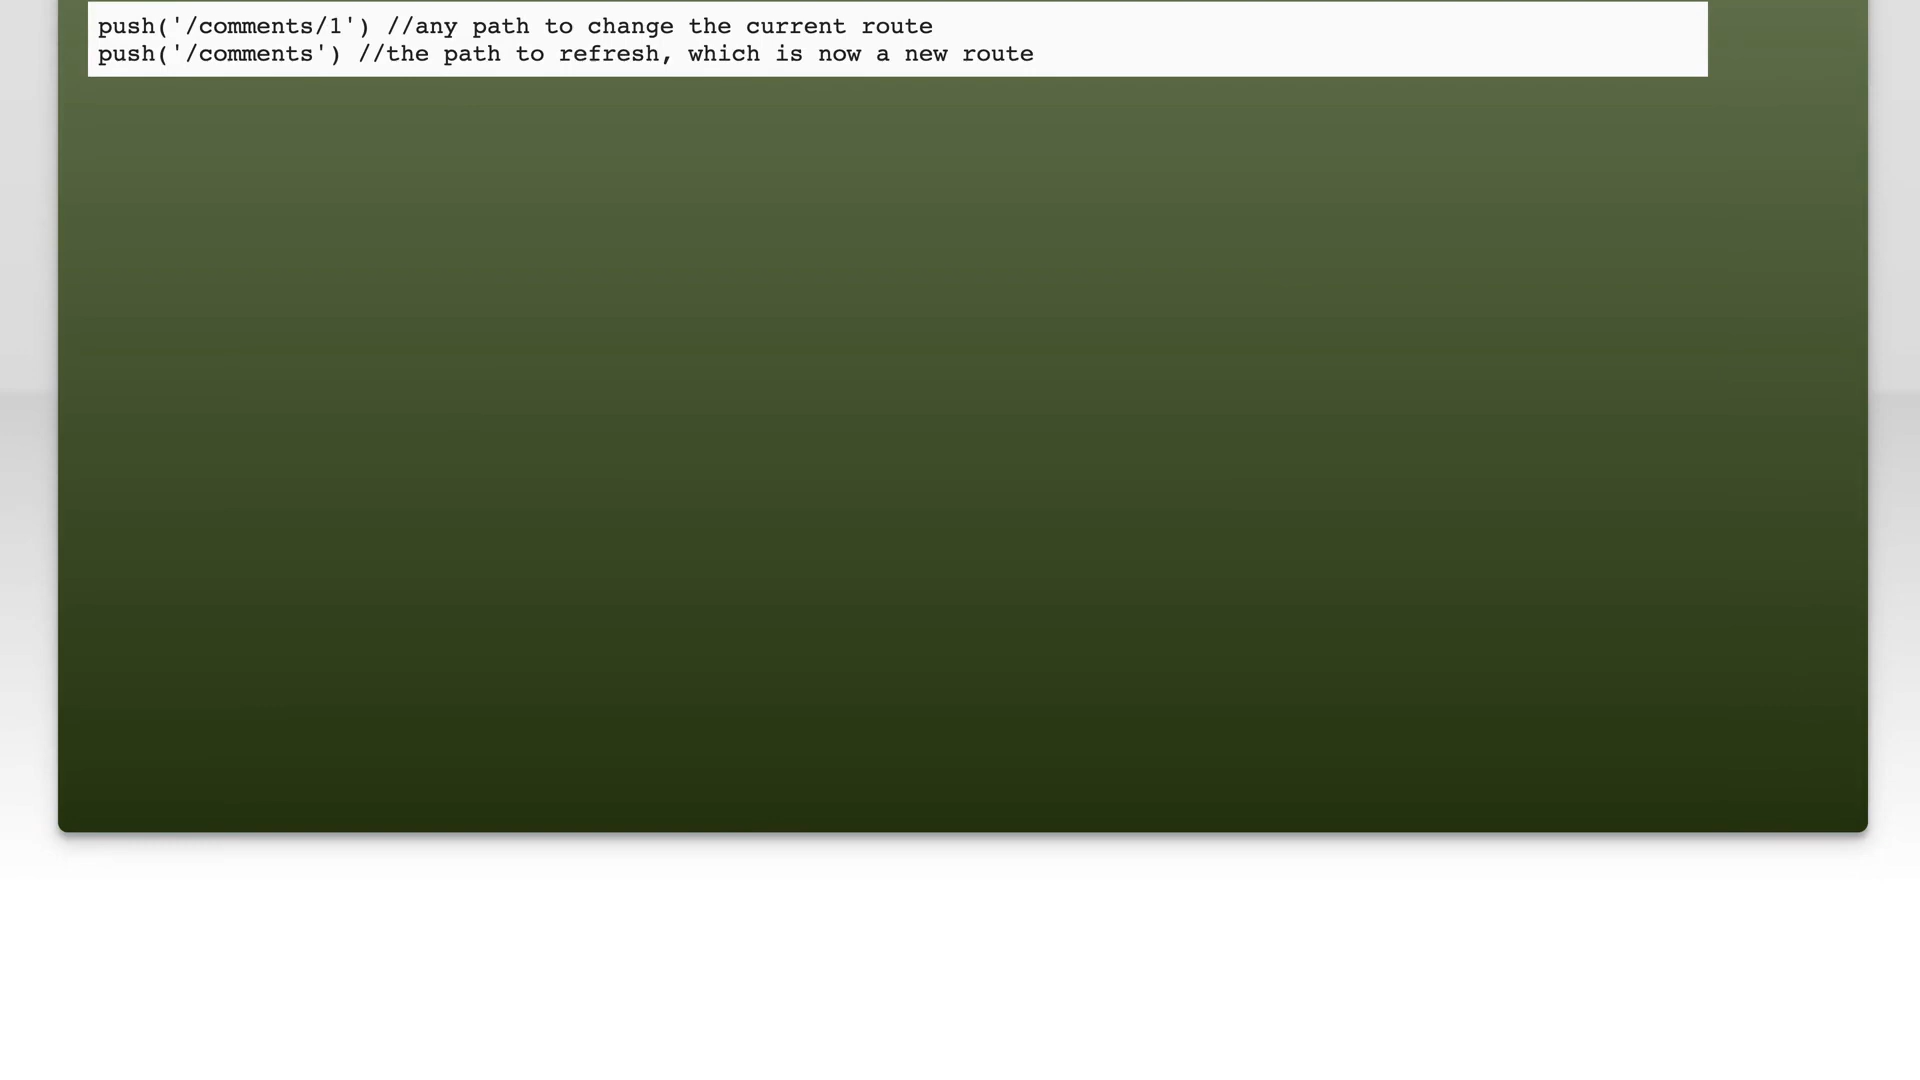 push('/comments/1') //any path to change the current route
push('/comments') //the path to refresh, which is now a new route